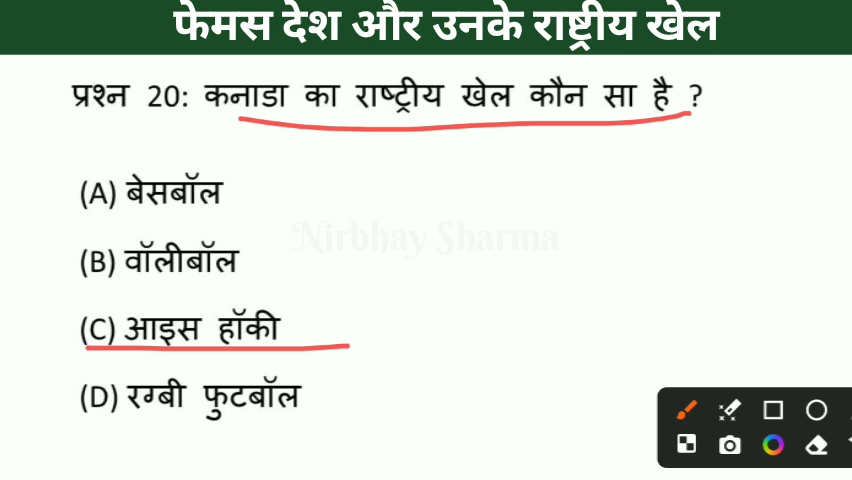 फेमस देश और उनके राष्ट्रीय खेल
प्रश्न 20: कनाडा का राष्ट्रीय खेल कौन सा है ?
(A) बेसबॉल
Nirbhay Sharma
(B) वॉलीबॉल
(C) आइस हॉकी
(D) रग्बी फुटबॉल